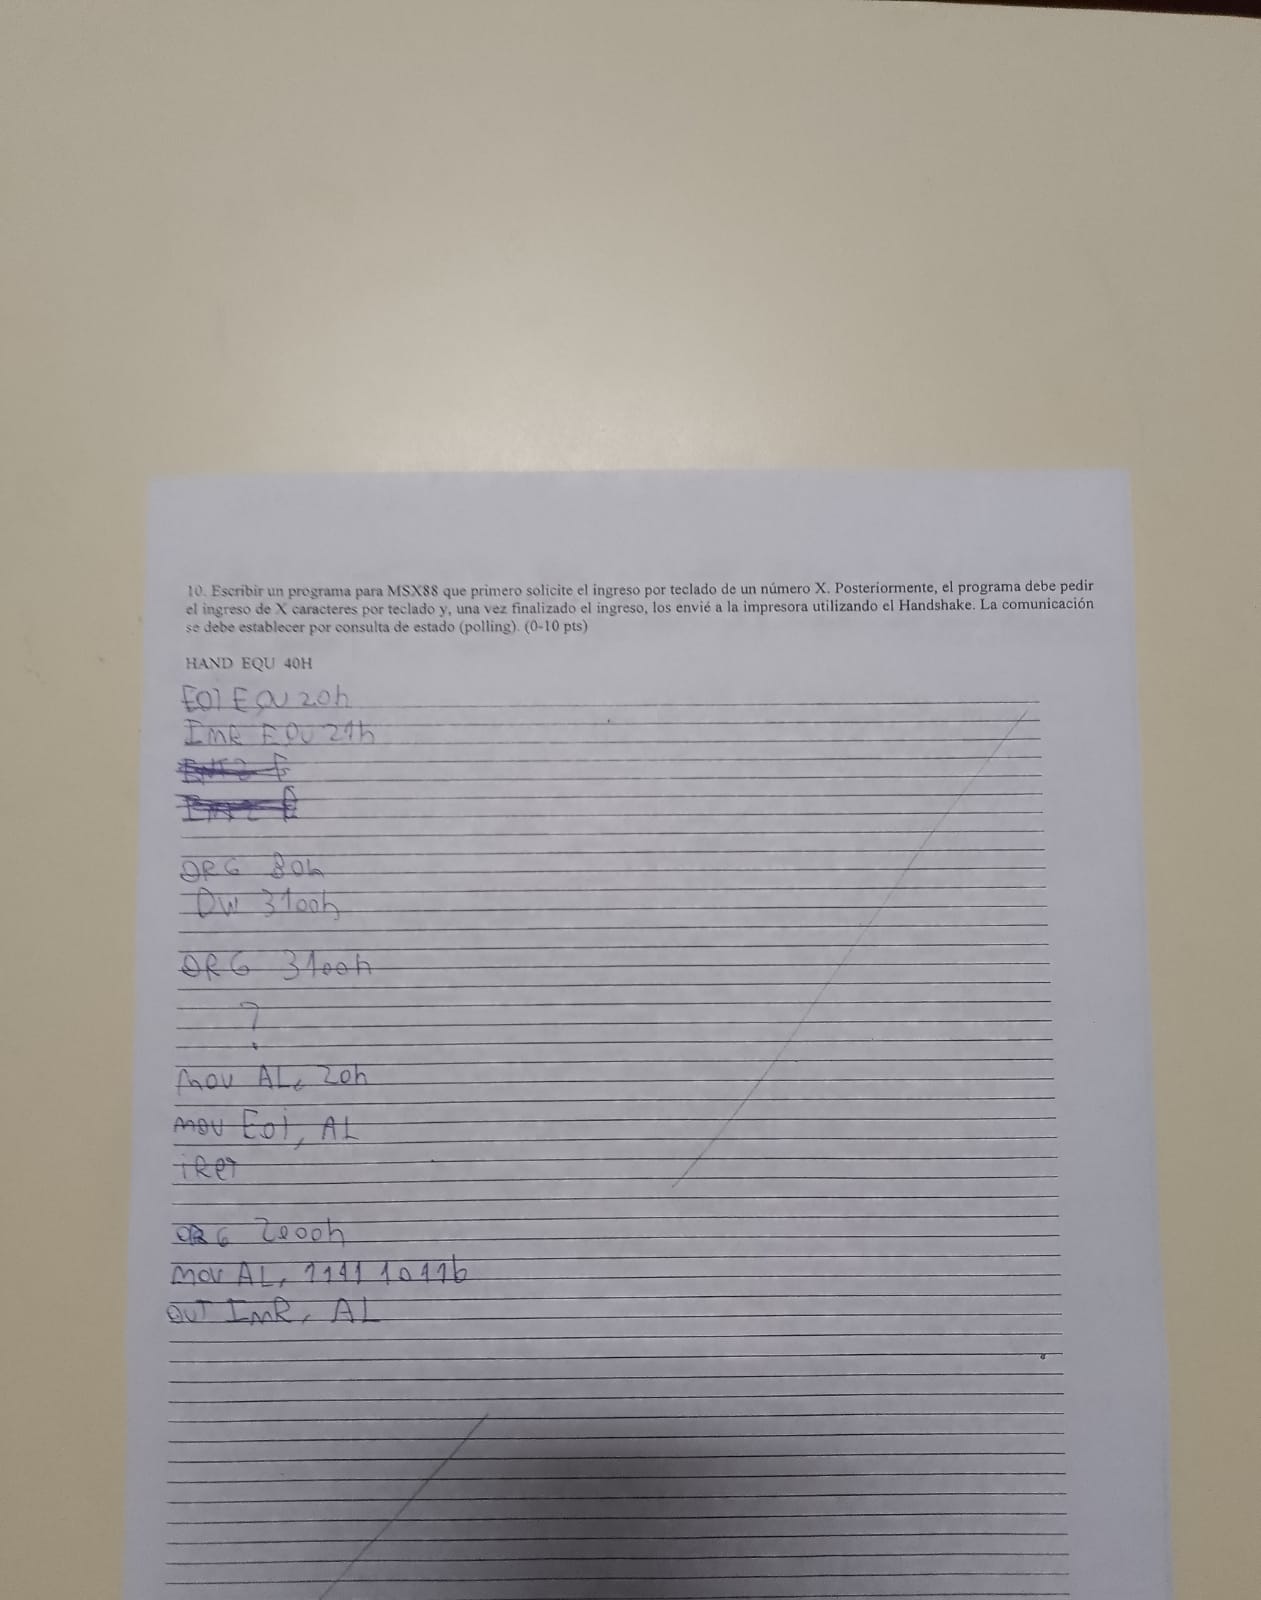 10. Escribir un programa para MSX88 que primero solicite el ingreso por teclado de un número X. Posteriormente, el programa debe pedir
el ingreso de X caracteres por teclado y, una vez finalizado el ingreso, los envié a la impresora utilizando el Handshake. La comunicación
se debe establecer por consulta de estado (polling). (0-10 pts)
HAND EQU 40H
EOI EQU 20h
IMR EQU 21h
ORG 80h
DW 3100h
ORG 3100h
?
mov AL, 20h
mov EOI, AL
iRet
ORG 2000h
mov AL, 1111 1011b
OUT IMR, AL